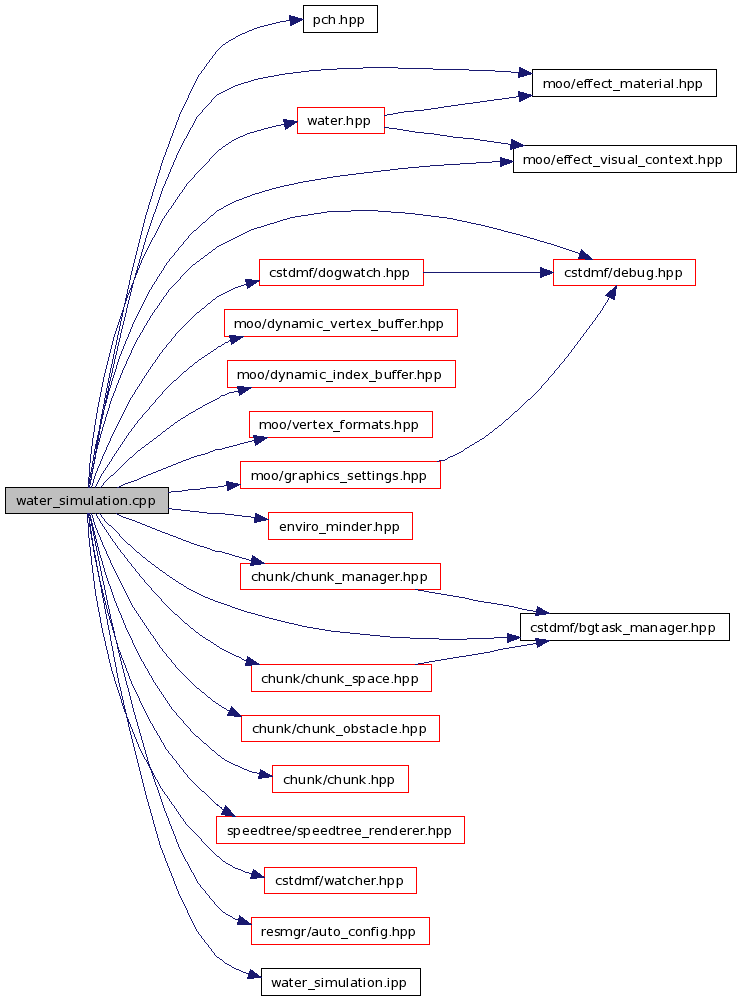 pch.hpp
moo/effect_material.hpp
water.hpp
moo/effect_visual_context.hpp
cstdmf/dogwatch.hpp
cstdmf/debug.hpp
moo/dynamic_vertex_buffer.hpp
moo/dynamic_index_buffer.hpp
moo/vertex_formats.hpp
moo/graphics_settings.hpp
water_simulation.cpp
enviro_minder.hpp
chunk/chunk_manager.hpp
cstdmf/bgtask_manager.hpp
chunk/chunk_space.hpp
chunk/chunk_obstacle.hpp
chunk/chunk.hpp
speedtree/speedtree_renderer.hpp
cstdmf/watcher.hpp
resmgr/auto_config.hpp
water_simulation.ipp